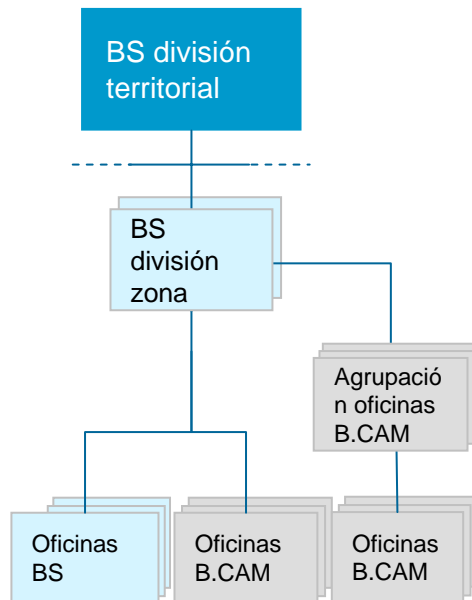 BS división
territorial
BS
división
zona
Agrupació
n oficinas
B.CAM
Oficinas
BS
Oficinas
B.CAM
Oficinas
B.CAM